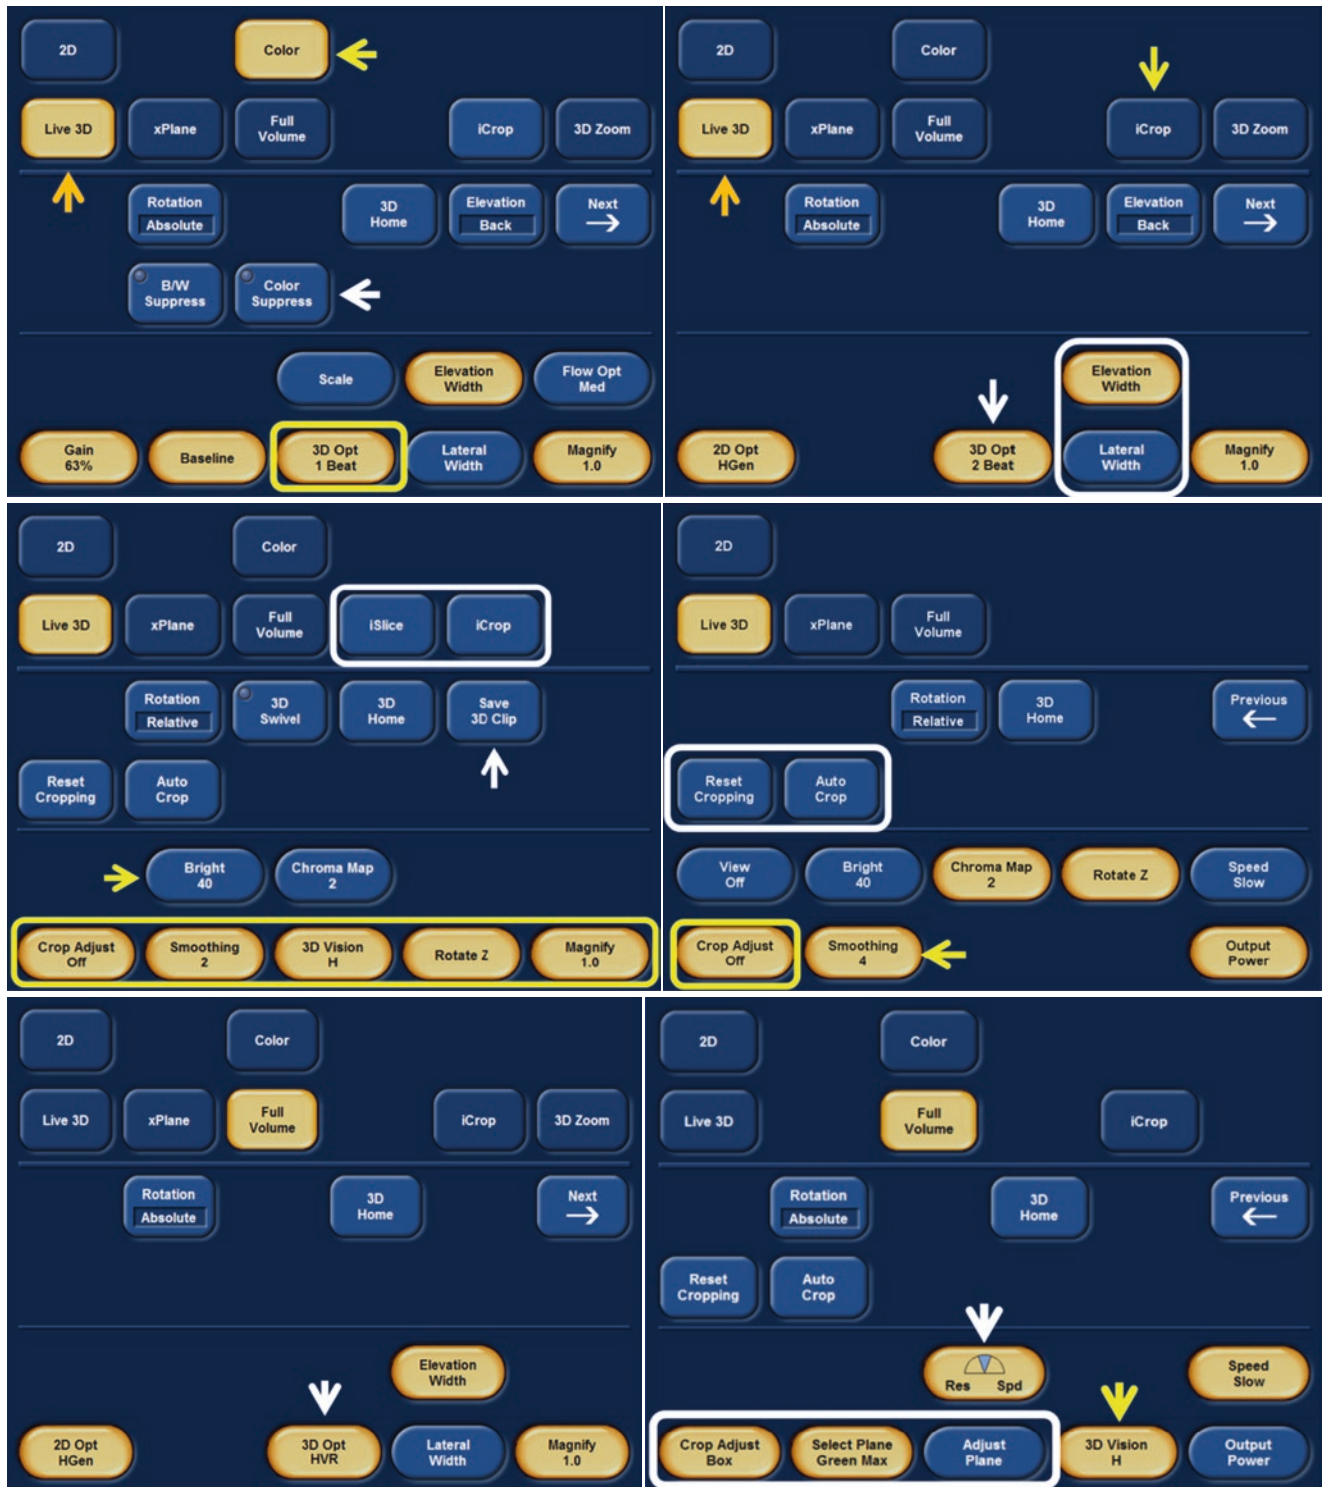 2D
Color
Live 3D
xPlane
Full
Volume
iCrop
3D Zoom
Rotation
Absolute
3D
Home
Elevation
Back
Next
B/W
Suppress
Color
Suppress
Scale
Elevation
Width
Flow Opt
Med
Gain
63%
Baseline
3D Opt
1 Beat
Lateral
Width
Magnify
1.0
2D
Color
Live 3D
xPlane
Full
Volume
iCrop
3D Zoom
Rotation
Absolute
3D
Home
Elevation
Back
Next
Elevation
Width
2D Opt
HGen
3D Opt
2 Beat
Lateral
Width
Magnify
1.0
2D
Color
Live 3D
xPlane
Full
Volume
iSlice
iCrop
Rotation
Relative
3D
Swivel
3D
Home
Save
3D Clip
Reset
Cropping
Auto
Crop
Bright
40
Chroma Map
2
Crop Adjust
Off
Smoothing
2
3D Vision
H
Rotate Z
Magnify
1.0
2D
Live 3D
xPlane
Full
Volume
Rotation
Relative
3D
Home
Previous
Reset
Cropping
Auto
Crop
View
Off
Bright
40
Chroma Map
2
Rotate Z
Speed
Slow
Crop Adjust
Off
Smoothing
4
Output
Power
2D
Color
Live 3D
xPlane
Full
Volume
iCrop
3D Zoom
Rotation
Absolute
3D
Home
Next
Elevation
Width
2D Opt
HGen
3D Opt
HVR
Lateral
Width
Magnify
1.0
2D
Color
Live 3D
Full
Volume
iCrop
Rotation
Absolute
3D
Home
Previous
Reset
Cropping
Auto
Crop
Res Spd
Speed
Slow
Crop Adjust
Box
Select Plane
Green Max
Adjust
Plane
3D Vision
H
Output
Power